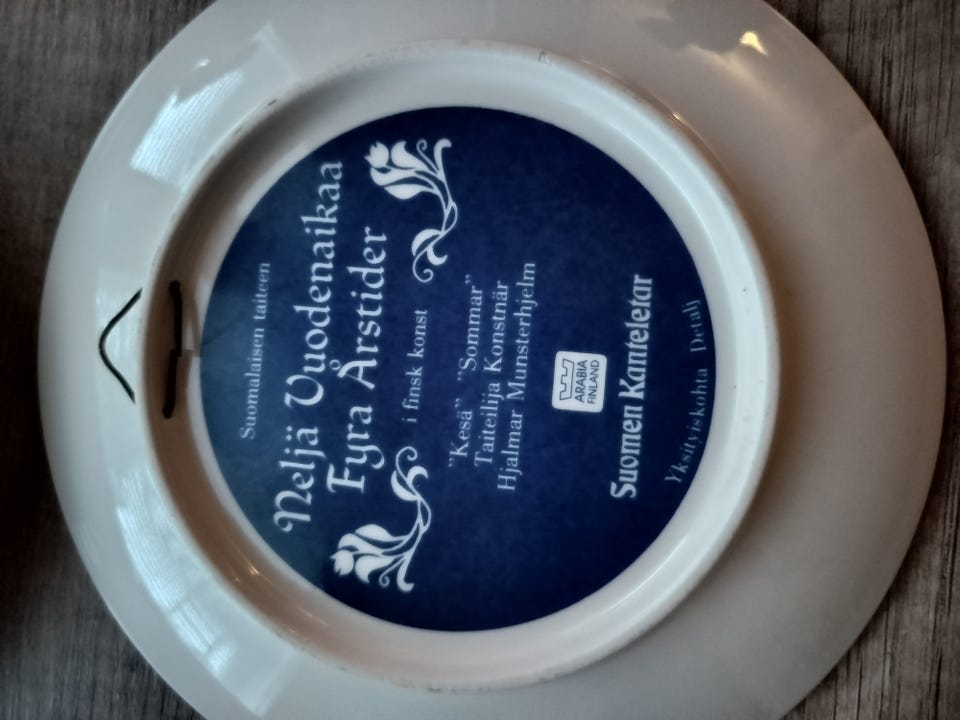 Suomalaisen taiteen
Neljä Vuodenaikaa
Fyra Årstider
i finsk konst
"Kesä" "Sommar"
Taiteilija Konstnär
Hjalmar Munsterhjelm
ARABIA
FINLAND
Suomen Kanteletar
Yksityiskohta Detalj